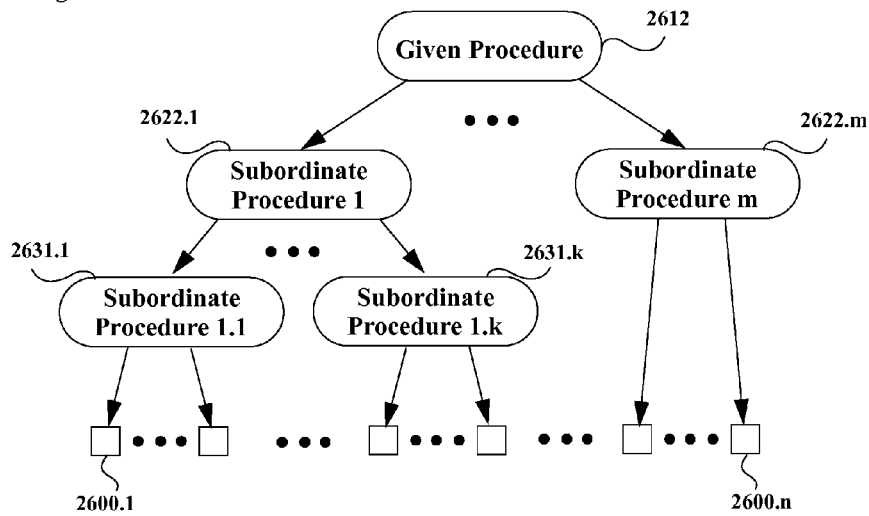 2612
Given Procedure
2622.1
2622.m
Subordinate
Procedure 1
Subordinate
Procedure m
2631.1
2631.k
Subordinate
Procedure 1.1
Subordinate
Procedure 1.k
2600.1
2600.n